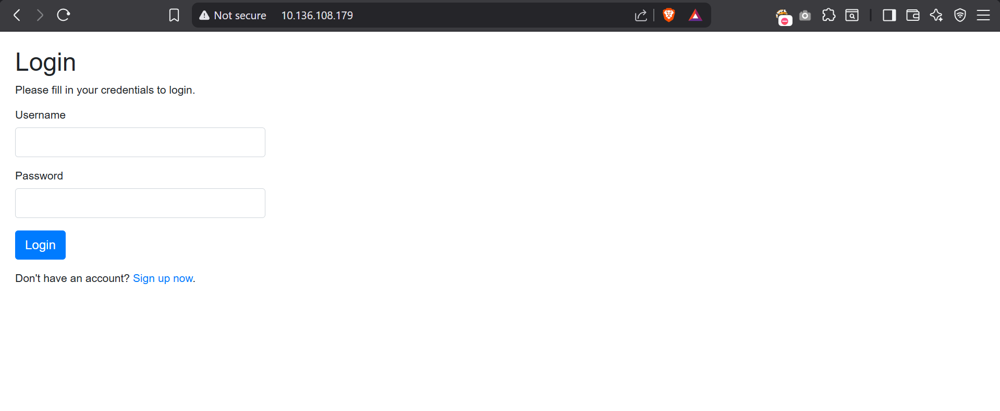 Not secure 10.136.108.179
Login
Please fill in your credentials to login.
Username
Password
Login
Don't have an account? Sign up now.